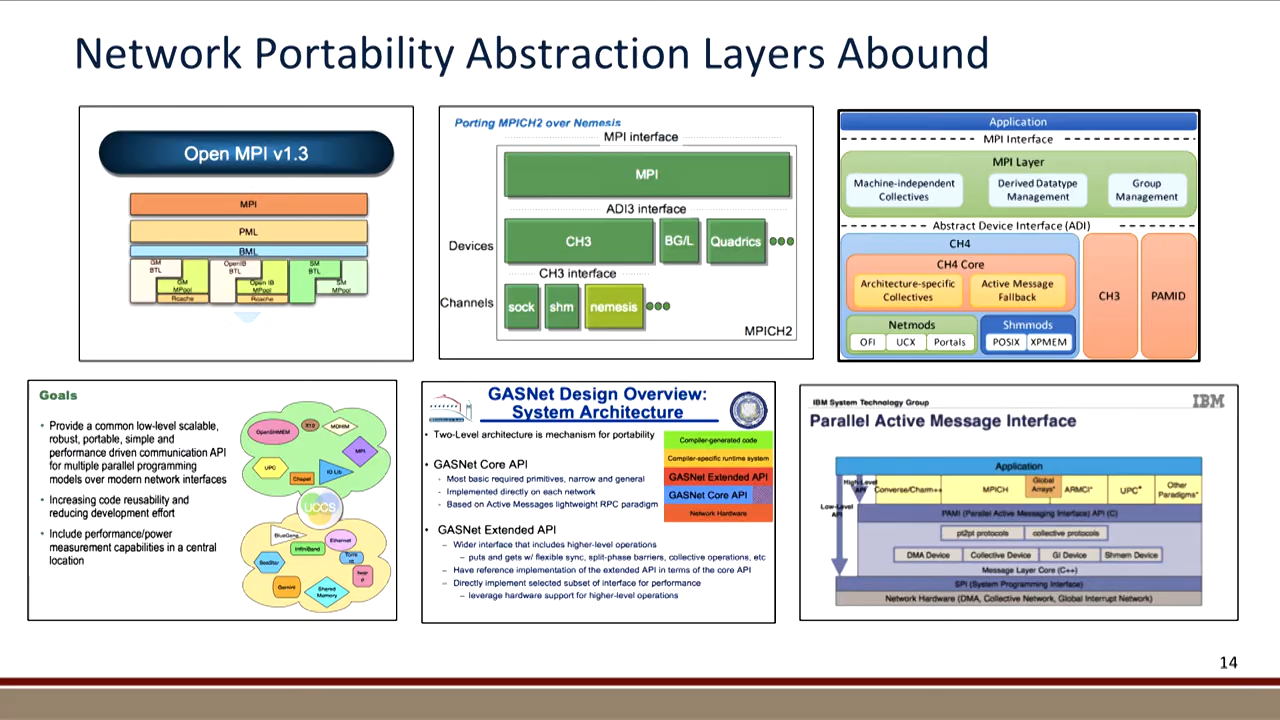 Network Portability Abstraction Layers Abound
Open MPI v1.3
MPI
PML
BML
GM
BTL
OpenIB
BTL
SM
BTL
GM
MPool
Open IB
MPool
SM
MPool
Rcache
Rcache
Porting MPICH2 over Nemesis
MPI interface
MPI
ADI3 interface
Devices
CH3
BG/L
Quadrics
CH3 interface
Channels
sock
shm
nemesis
MPICH2
Application
MPI Interface
MPI Layer
Machine-independent
Collectives
Derived Datatype
Management
Group
Management
Abstract Device Interface (ADI)
CH4
CH4 Core
Architecture-specific
Collectives
Active Message
Fallback
CH3
PAMID
Netmods
OFI
UCX
Portals
Shmmods
POSIX
XPMEM
Goals
• Provide a common low-level scalable,
robust, portable, simple and
performance driven communication API
for multiple parallel programming
models over modern network interfaces
• Increasing code reusability and
reducing development effort
• Include performance/power
measurement capabilities in a central
location
OpenSHMEM
X10
MPI
UPC
Chapel
IO Lib
UCCS
BlueGene
Ethernet
InfiniBand
Gemini
Shared
Memory
GASNet Design Overview:
System Architecture
• Two-Level architecture is mechanism for portability
• GASNet Core API
- Most basic required primitives, narrow and general
- Implemented directly on each network
- Based on Active Messages lightweight RPC paradigm
• GASNet Extended API
– Wider interface that includes higher-level operations
– puts and gets w/ flexible sync, split-phase barriers, collective operations, etc
– Have reference implementation of the extended API in terms of the core API
– Directly implement selected subset of interface for performance
– leverage hardware support for higher-level operations
Compiler-generated code
Compiler-specific runtime system
GASNet Extended API
GASNet Core API
Network Hardware
IBM System Technology Group
IBM
Parallel Active Message Interface
Application
High-Level
API
Converse/Charm++
MPICH
Global
Arrays*
ARMCI*
UPC*
Other
Paradigms*
Low-Level
API
PAMI (Parallel Active Messaging Interface) API (C)
pt2pt protocols
collective protocols
DMA Device
Collective Device
GI Device
Shmem Device
Message Layer Core (C++)
SPI (System Programming Interface)
Network Hardware (DMA, Collective Network, Global Interrupt Network)
14